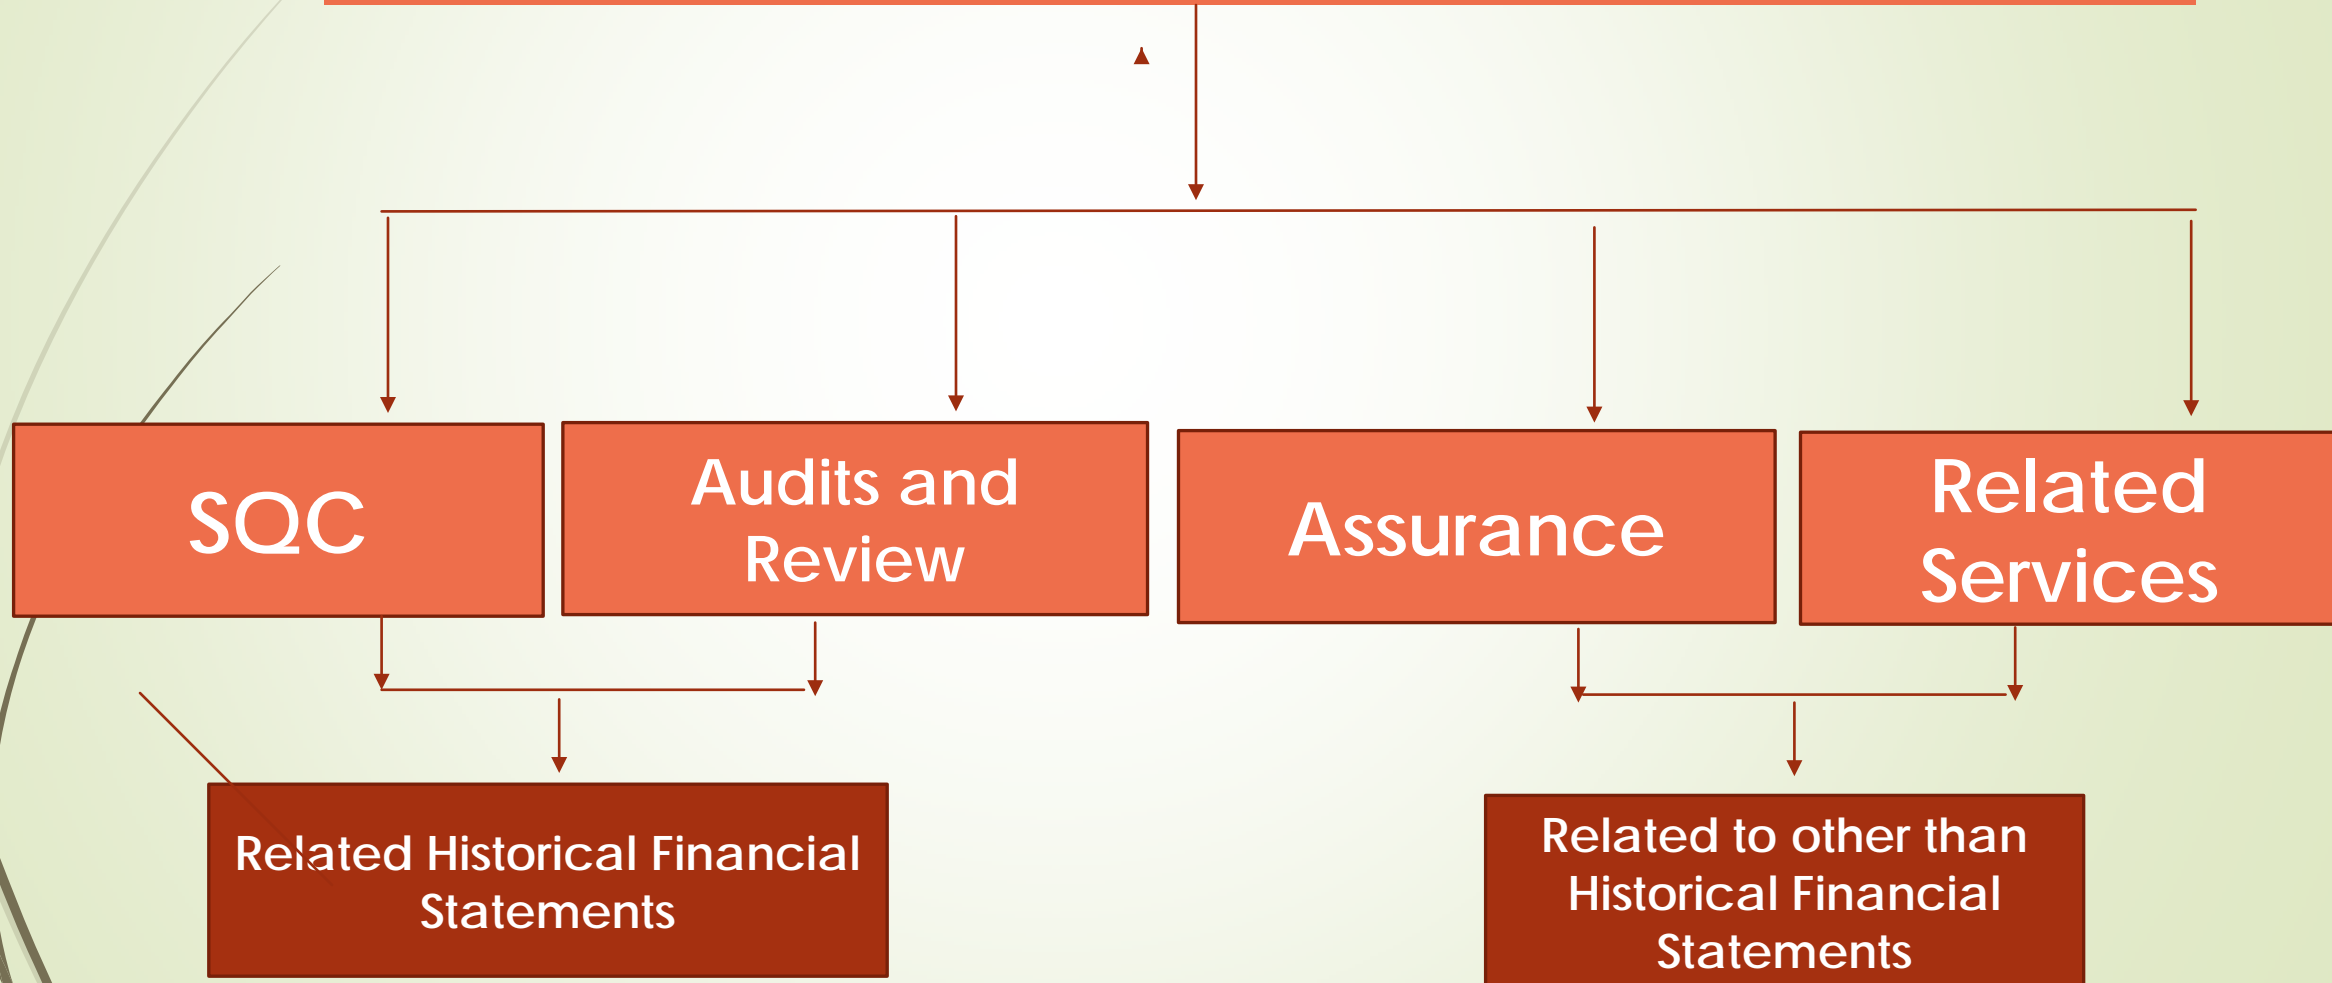 SQC
Audits and
Review
Assurance
Related
Services
Related Historical Financial
Statements
Related to other than
Historical Financial
Statements